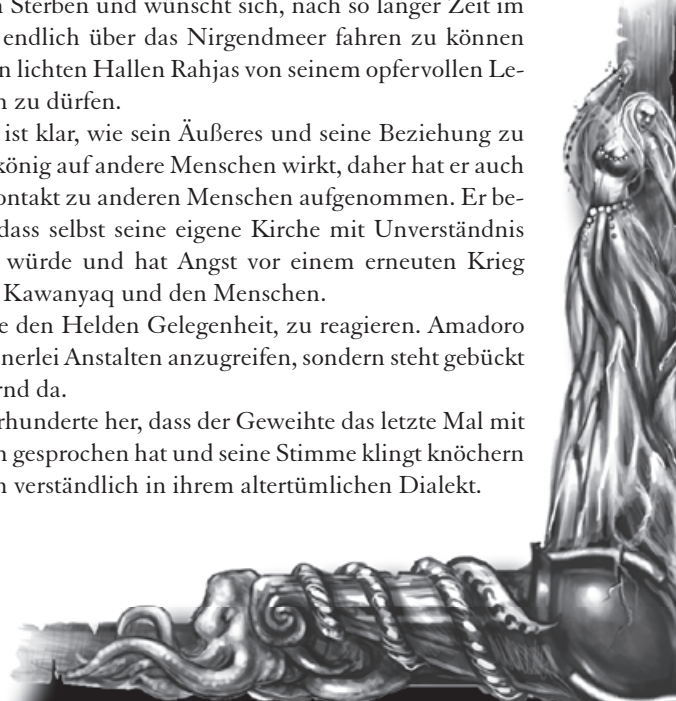 Sterben und wünscht sich, nach so langer Zeit im
endlich über das Nirgendmeer fahren zu können
lichten Hallen Rahjas von seinem opfervollen Le-
zu dürfen.
ist klar, wie sein Äußeres und seine Beziehung zu
könig auf andere Menschen wirkt, daher hat er auch
ontakt zu anderen Menschen aufgenommen. Er be-
dass selbst seine eigene Kirche mit Unverständnis
würde und hat Angst vor einem erneuten Krieg
Kawanyaq und den Menschen.
e den Helden Gelegenheit, zu reagieren. Amadoro
nerlei Anstalten anzugreifen, sondern steht gebückt
rnd da.
rhunderte her, dass der Geweihte das letzte Mal mit
n gesprochen hat und seine Stimme klingt knöchern
verständlich in ihrem altertümlichen Dialekt.